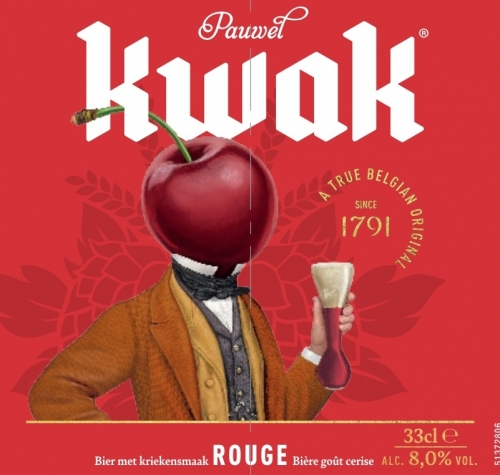 Pauwel
kwak®
A TRUE BELGIAN ORIGINAL
SINCE
1791
33cl ℮
Bier met kriekensmaak ROUGE Bière goût cerise ALC. 8,0% VOL.